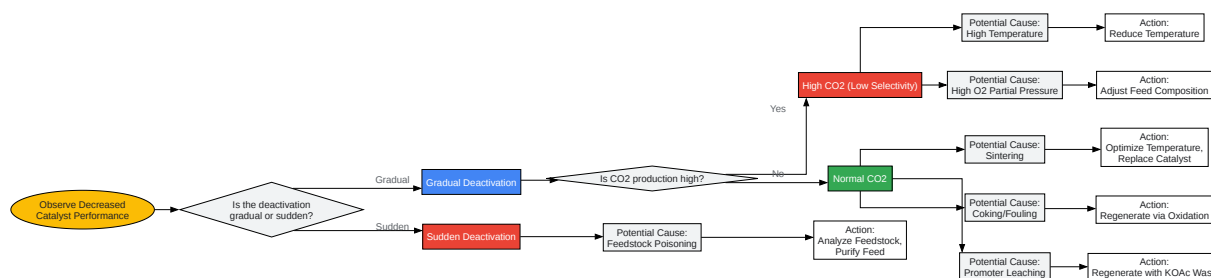 Potential Cause:
High Temperature
Action:
Reduce Temperature
High CO2 (Low Selectivity)
Potential Cause:
High O2 Partial Pressure
Action:
Adjust Feed Composition
Yes
Potential Cause:
Sintering
Action:
Optimize Temperature,
Replace Catalyst
Is CO2 production high?
No
Normal CO2
Gradual
Gradual Deactivation
Observe Decreased
Catalyst Performance
Is the deactivation
gradual or sudden?
Potential Cause:
Coking/Fouling
Action:
Regenerate via Oxidation
Sudden
Sudden Deactivation
Potential Cause:
Feedstock Poisoning
Action:
Analyze Feedstock,
Purify Feed
Potential Cause:
Promoter Leaching
Action:
Regenerate with KOAc Was